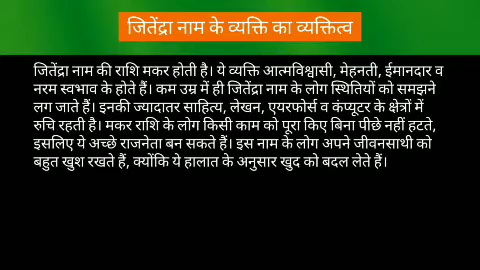 जितेंद्रा नाम के व्यक्ति का व्यक्तित्व
जितेंद्रा नाम की राशि मकर होती है। ये व्यक्ति आत्मविश्वासी, मेहनती, ईमानदार व
नरम स्वभाव के होते हैं। कम उम्र में ही जितेंद्रा नाम के लोग स्थितियों को समझने
लग जाते हैं। इनकी ज्यादातर साहित्य, लेखन, एयरफोर्स व कंप्यूटर के क्षेत्रों में
रुचि रहती है। मकर राशि के लोग किसी काम को पूरा किए बिना पीछे नहीं हटते,
इसलिए ये अच्छे राजनेता बन सकते हैं। इस नाम के लोग अपने जीवनसाथी को
बहुत खुश रखते हैं, क्योंकि ये हालात के अनुसार खुद को बदल लेते हैं।